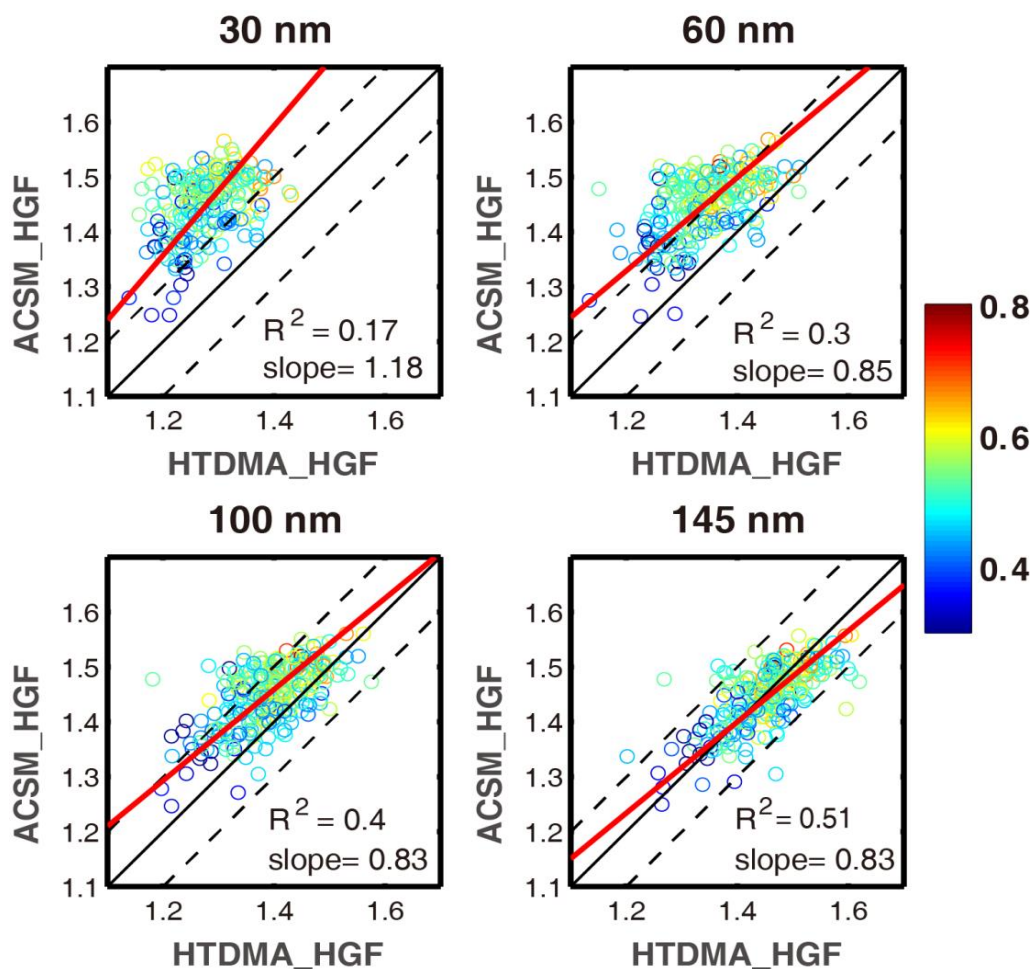 30 nm
60 nm
1.6
1.5
1.4
1.3
1.2
1.1
ACSM_HGF
R² = 0.17
slope= 1.18
1.2
1.4
1.6
HTDMA_HGF
1.6
1.5
1.4
1.3
1.2
1.1
ACSM_HGF
R² = 0.3
slope= 0.85
1.2
1.4
1.6
HTDMA_HGF
0.8
0.6
0.4
100 nm
145 nm
1.6
1.5
1.4
1.3
1.2
1.1
ACSM_HGF
R² = 0.4
slope= 0.83
1.2
1.4
1.6
HTDMA_HGF
1.6
1.5
1.4
1.3
1.2
1.1
ACSM_HGF
R² = 0.51
slope= 0.83
1.2
1.4
1.6
HTDMA_HGF